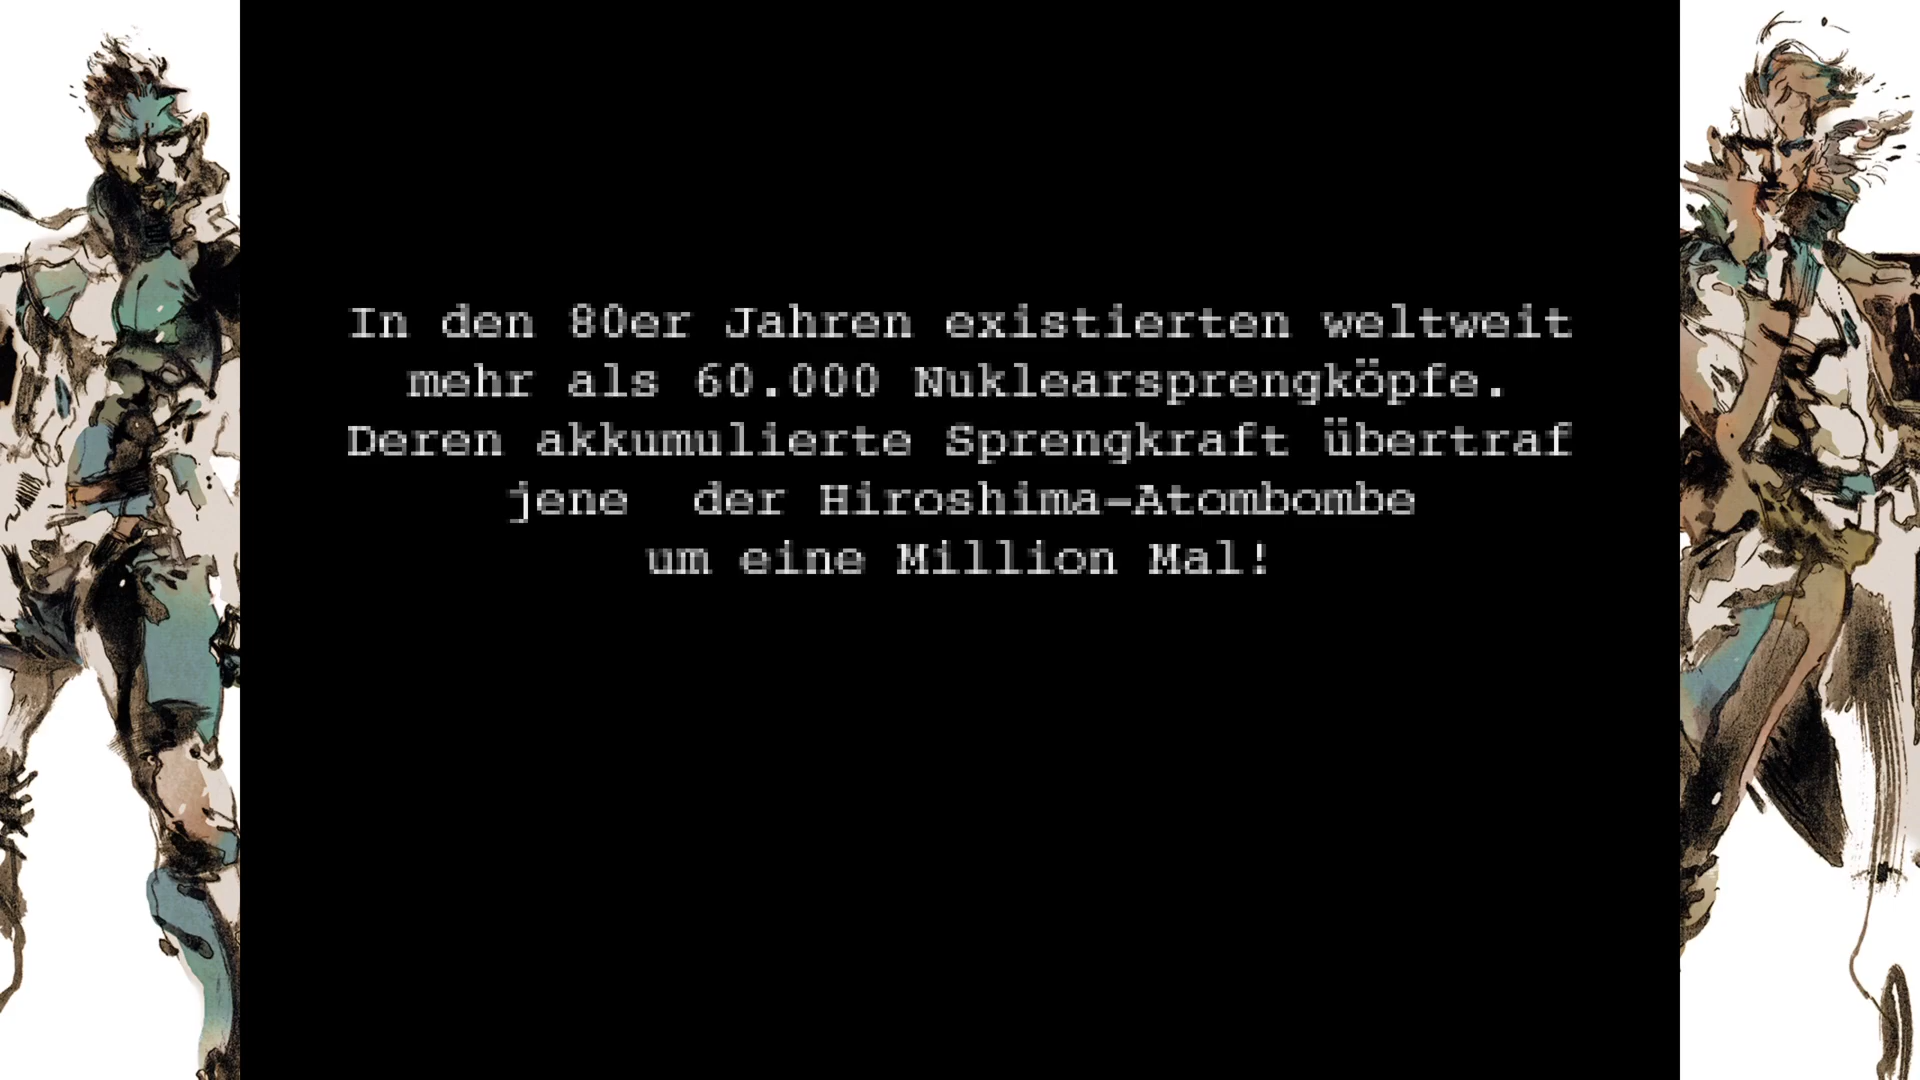 In den 80er Jahren existierten weltweit
mehr als 60.000 Nuklearsprengköpfe.
Deren akkumulierte Sprengkraft übertraf
jene  der Hiroshima-Atombombe
um eine Million Mal!